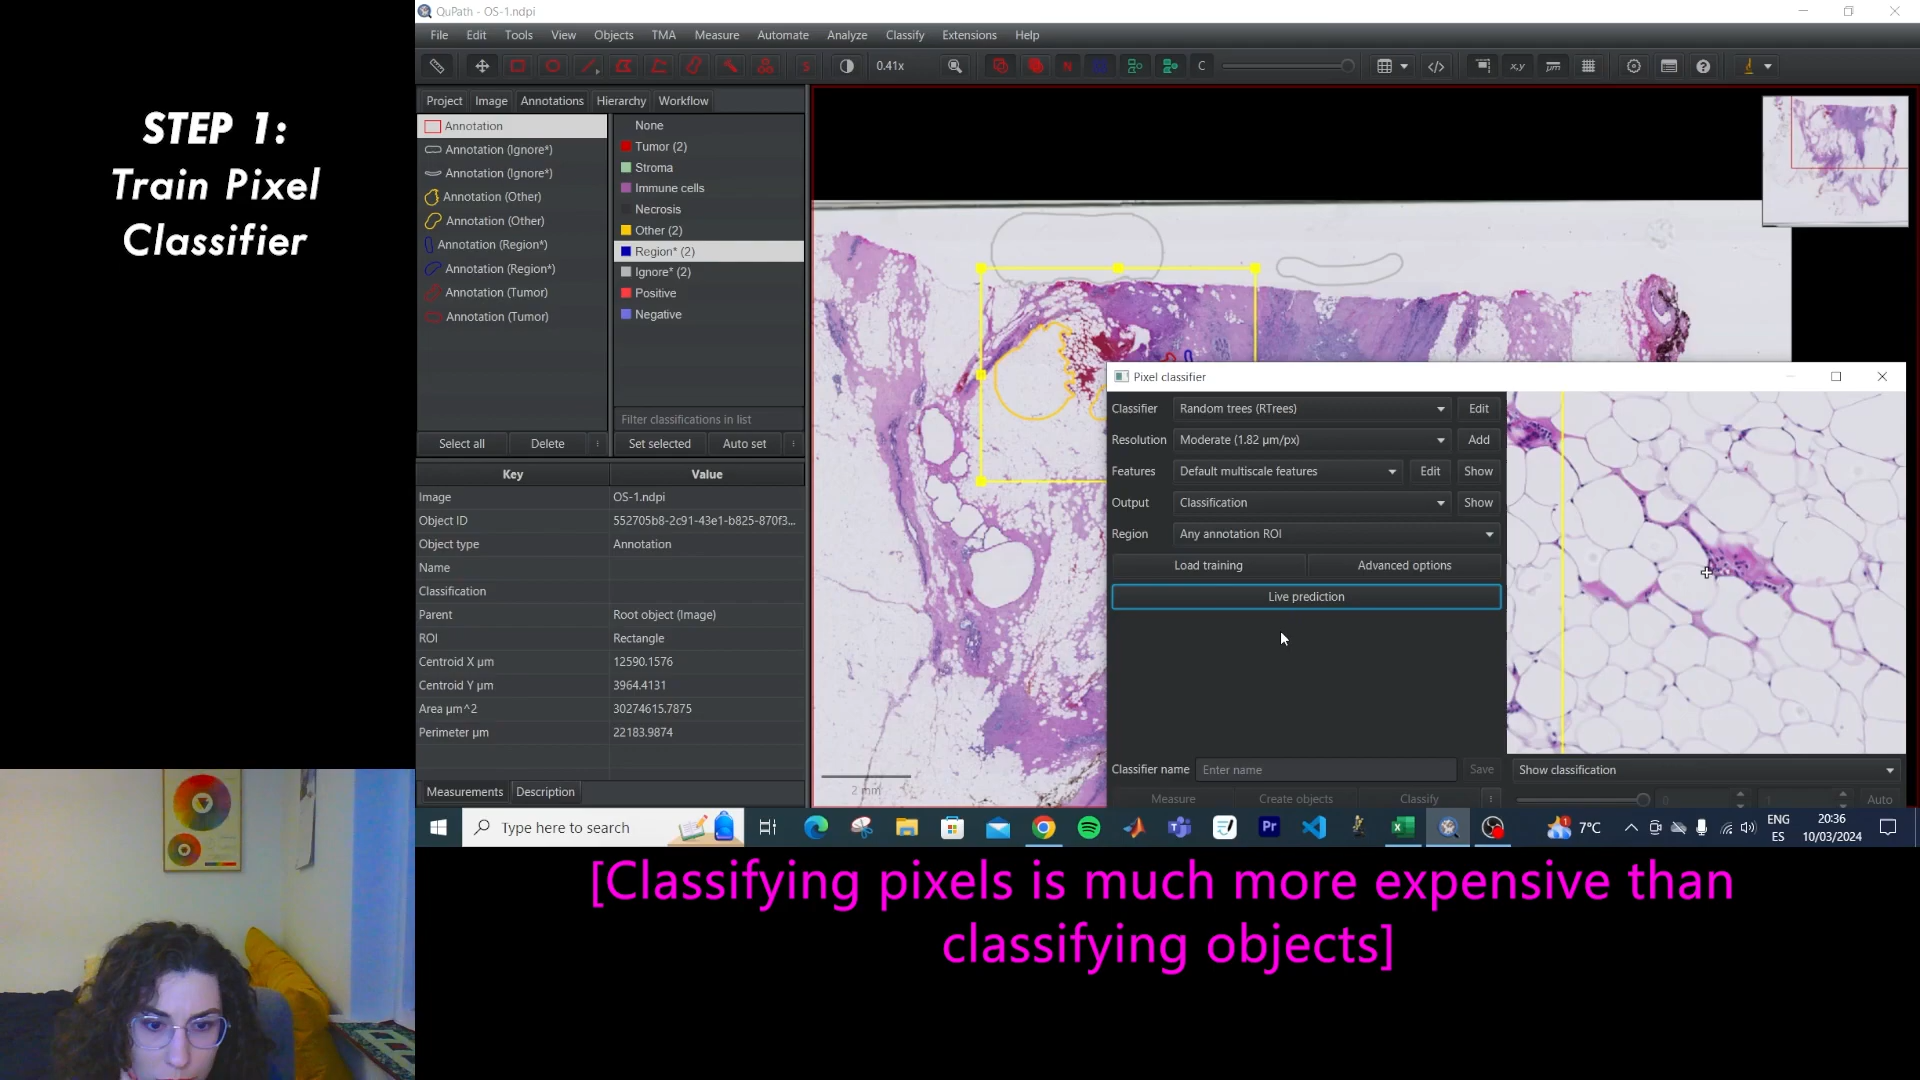 STEP 1:
Train Pixel
Classifier
QuPath - OS-1.ndpi
File Edit Tools View Objects TMA Measure Automate Analyze Classify Extensions Help
S 0.41x N C x,y
Project Image Annotations Hierarchy Workflow
Annotation
Annotation (Ignore*)
Annotation (Ignore*)
Annotation (Other)
Annotation (Other)
Annotation (Region*)
Annotation (Region*)
Annotation (Tumor)
Annotation (Tumor)
None
Tumor (2)
Stroma
Immune cells
Necrosis
Other (2)
Region* (2)
Ignore* (2)
Positive
Negative
Filter classifications in list
Select all Delete Set selected Auto set
Key Value
Image OS-1.ndpi
Object ID 552705b8-2c91-43e1-b825-870f3...
Object type Annotation
Name
Classification
Parent Root object (Image)
ROI Rectangle
Centroid X µm 12590.1576
Centroid Y µm 3964.4131
Area µm^2 30274615.7875
Perimeter µm 22183.9874
Measurements Description
2 mm
Pixel classifier
Classifier Random trees (RTrees) Edit
Resolution Moderate (1.82 µm/px) Add
Features Default multiscale features Edit Show
Output Classification Show
Region Any annotation ROI
Load training Advanced options
Live prediction
Classifier name Enter name Save
Show classification
Measure Create objects Classify
0 1 Auto
Type here to search
Pr
7°C
ENG
ES
20:36
10/03/2024
[Classifying pixels is much more expensive than
classifying objects]